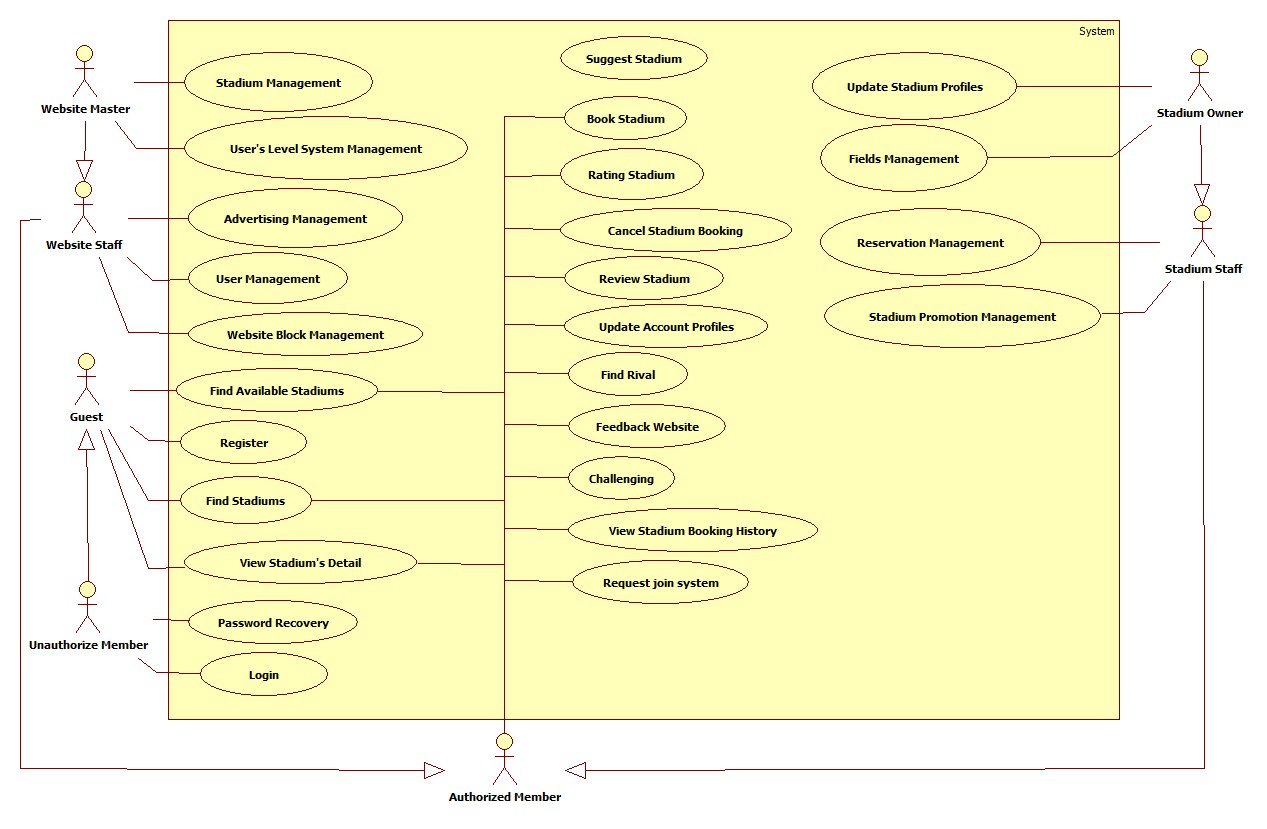 System
Website Master
Website Staff
Guest
Unauthorize Member
Stadium Management
User's Level System Management
Advertising Management
User Management
Website Block Management
Find Available Stadiums
Register
Find Stadiums
View Stadium's Detail
Password Recovery
Login
Suggest Stadium
Book Stadium
Rating Stadium
Cancel Stadium Booking
Review Stadium
Update Account Profiles
Find Rival
Feedback Website
Challenging
View Stadium Booking History
Request join system
Update Stadium Profiles
Fields Management
Reservation Management
Stadium Promotion Management
Stadium Owner
Stadium Staff
Authorized Member